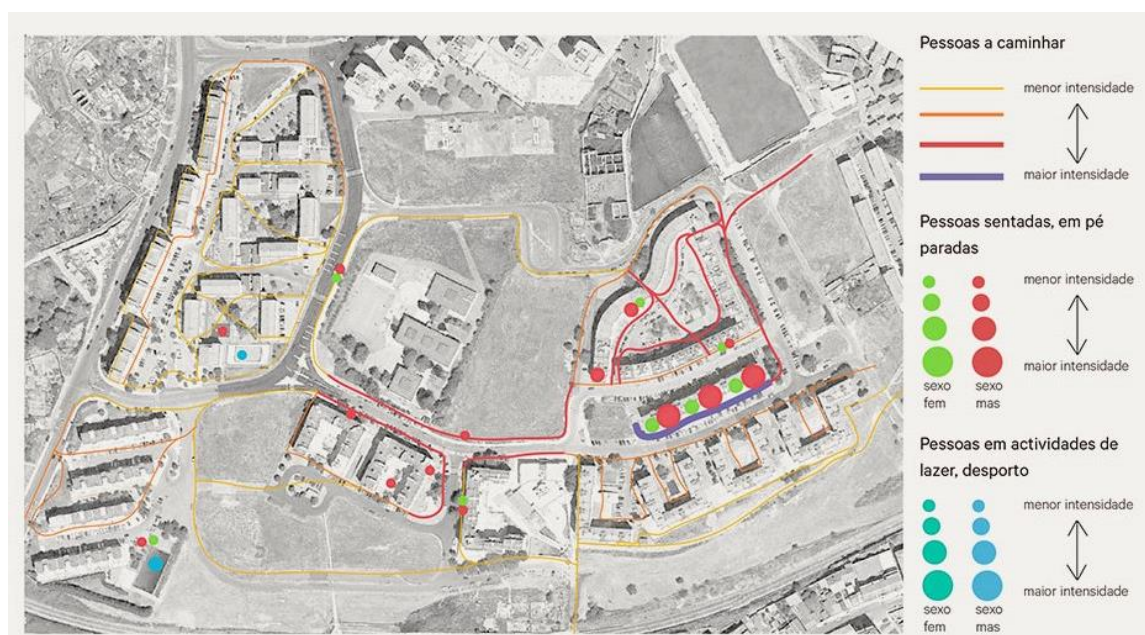 Pessoas a caminhar
menor intensidade
maior intensidade
Pessoas sentadas, em pé
paradas
menor intensidade
maior intensidade
sexo sexo
fem mas
Pessoas em actividades de
lazer, desporto
menor intensidade
maior intensidade
sexo sexo
fem mas